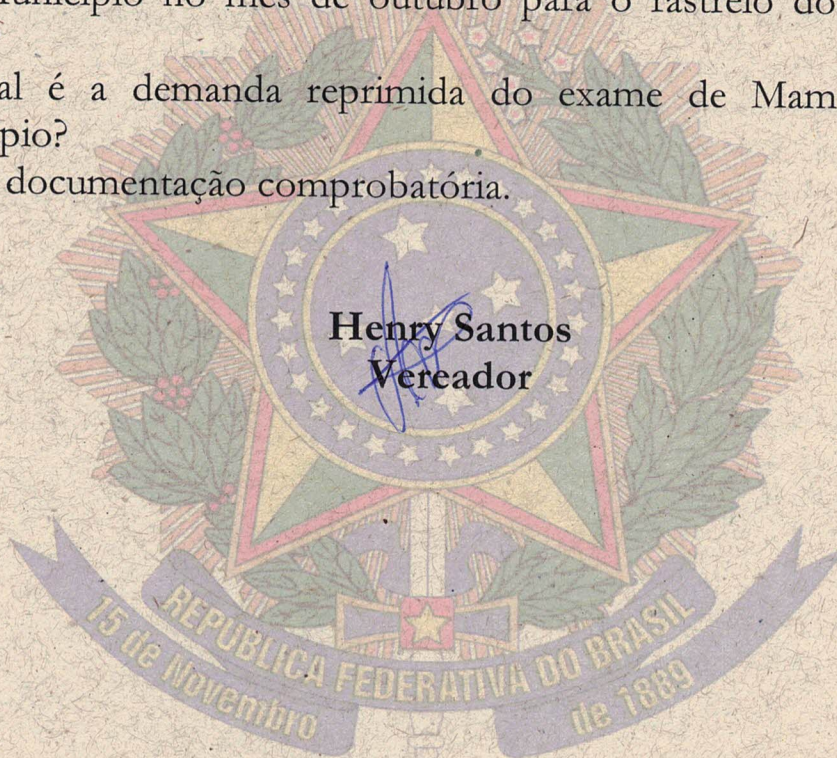 município no mês de outubro para o rastreio do
al é a demanda reprimida do exame de Mam
pio?
documentação comprobatória.
Henry Santos
Vereador
REPÚBLICA FEDERATIVA DO BRASIL
15 de Novembro
de 1889